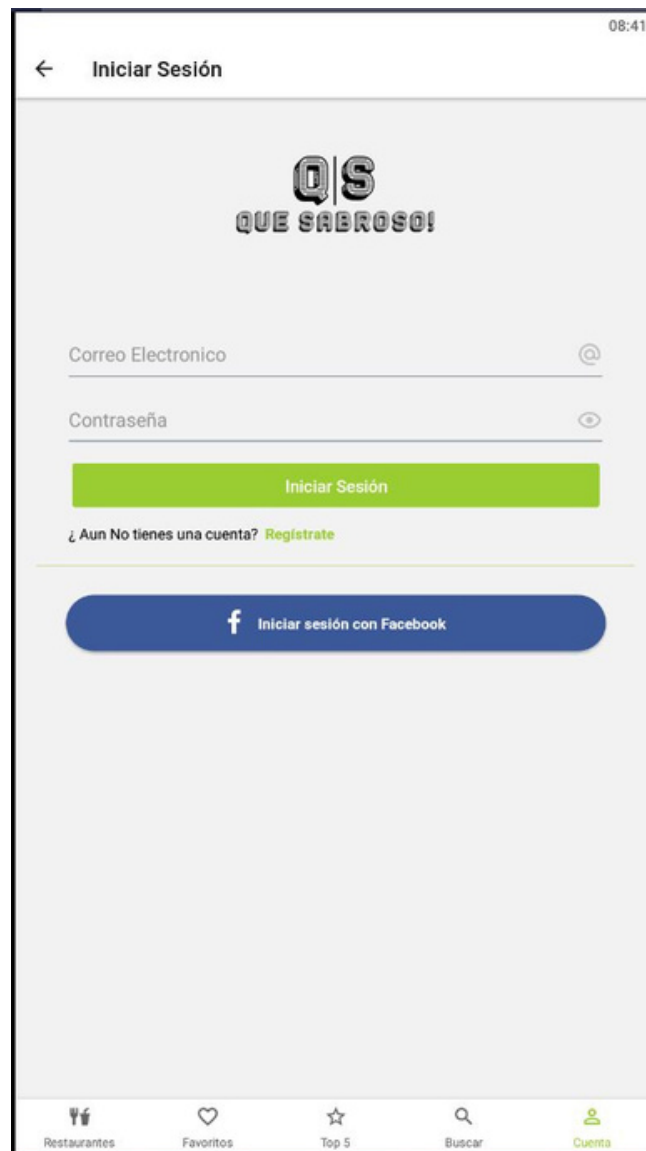 08:41
Iniciar Sesión
Q|S
QUE SABROSO!
Correo Electronico
Contraseña
Iniciar Sesión
¿ Aun No tienes una cuenta? Regístrate
f Iniciar sesión con Facebook
Restaurantes Favoritos Top 5 Buscar Cuenta